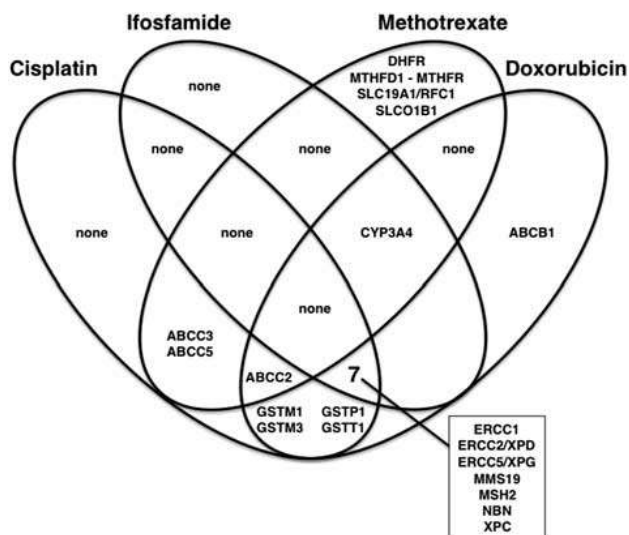 Ifosfamide
Methotrexate
Cisplatin
Doxorubicin
DHFR
MTHFD1 - MTHFR
SLC19A1/RFC1
SLCO1B1
none
none
none
none
none
none
CYP3A4
ABCB1
none
ABCC3
ABCC5
ABCC2
7
GSTM1
GSTP1
GSTM3
GSTT1
ERCC1
ERCC2/XPD
ERCC5/XPG
MMS19
MSH2
NBN
XPC